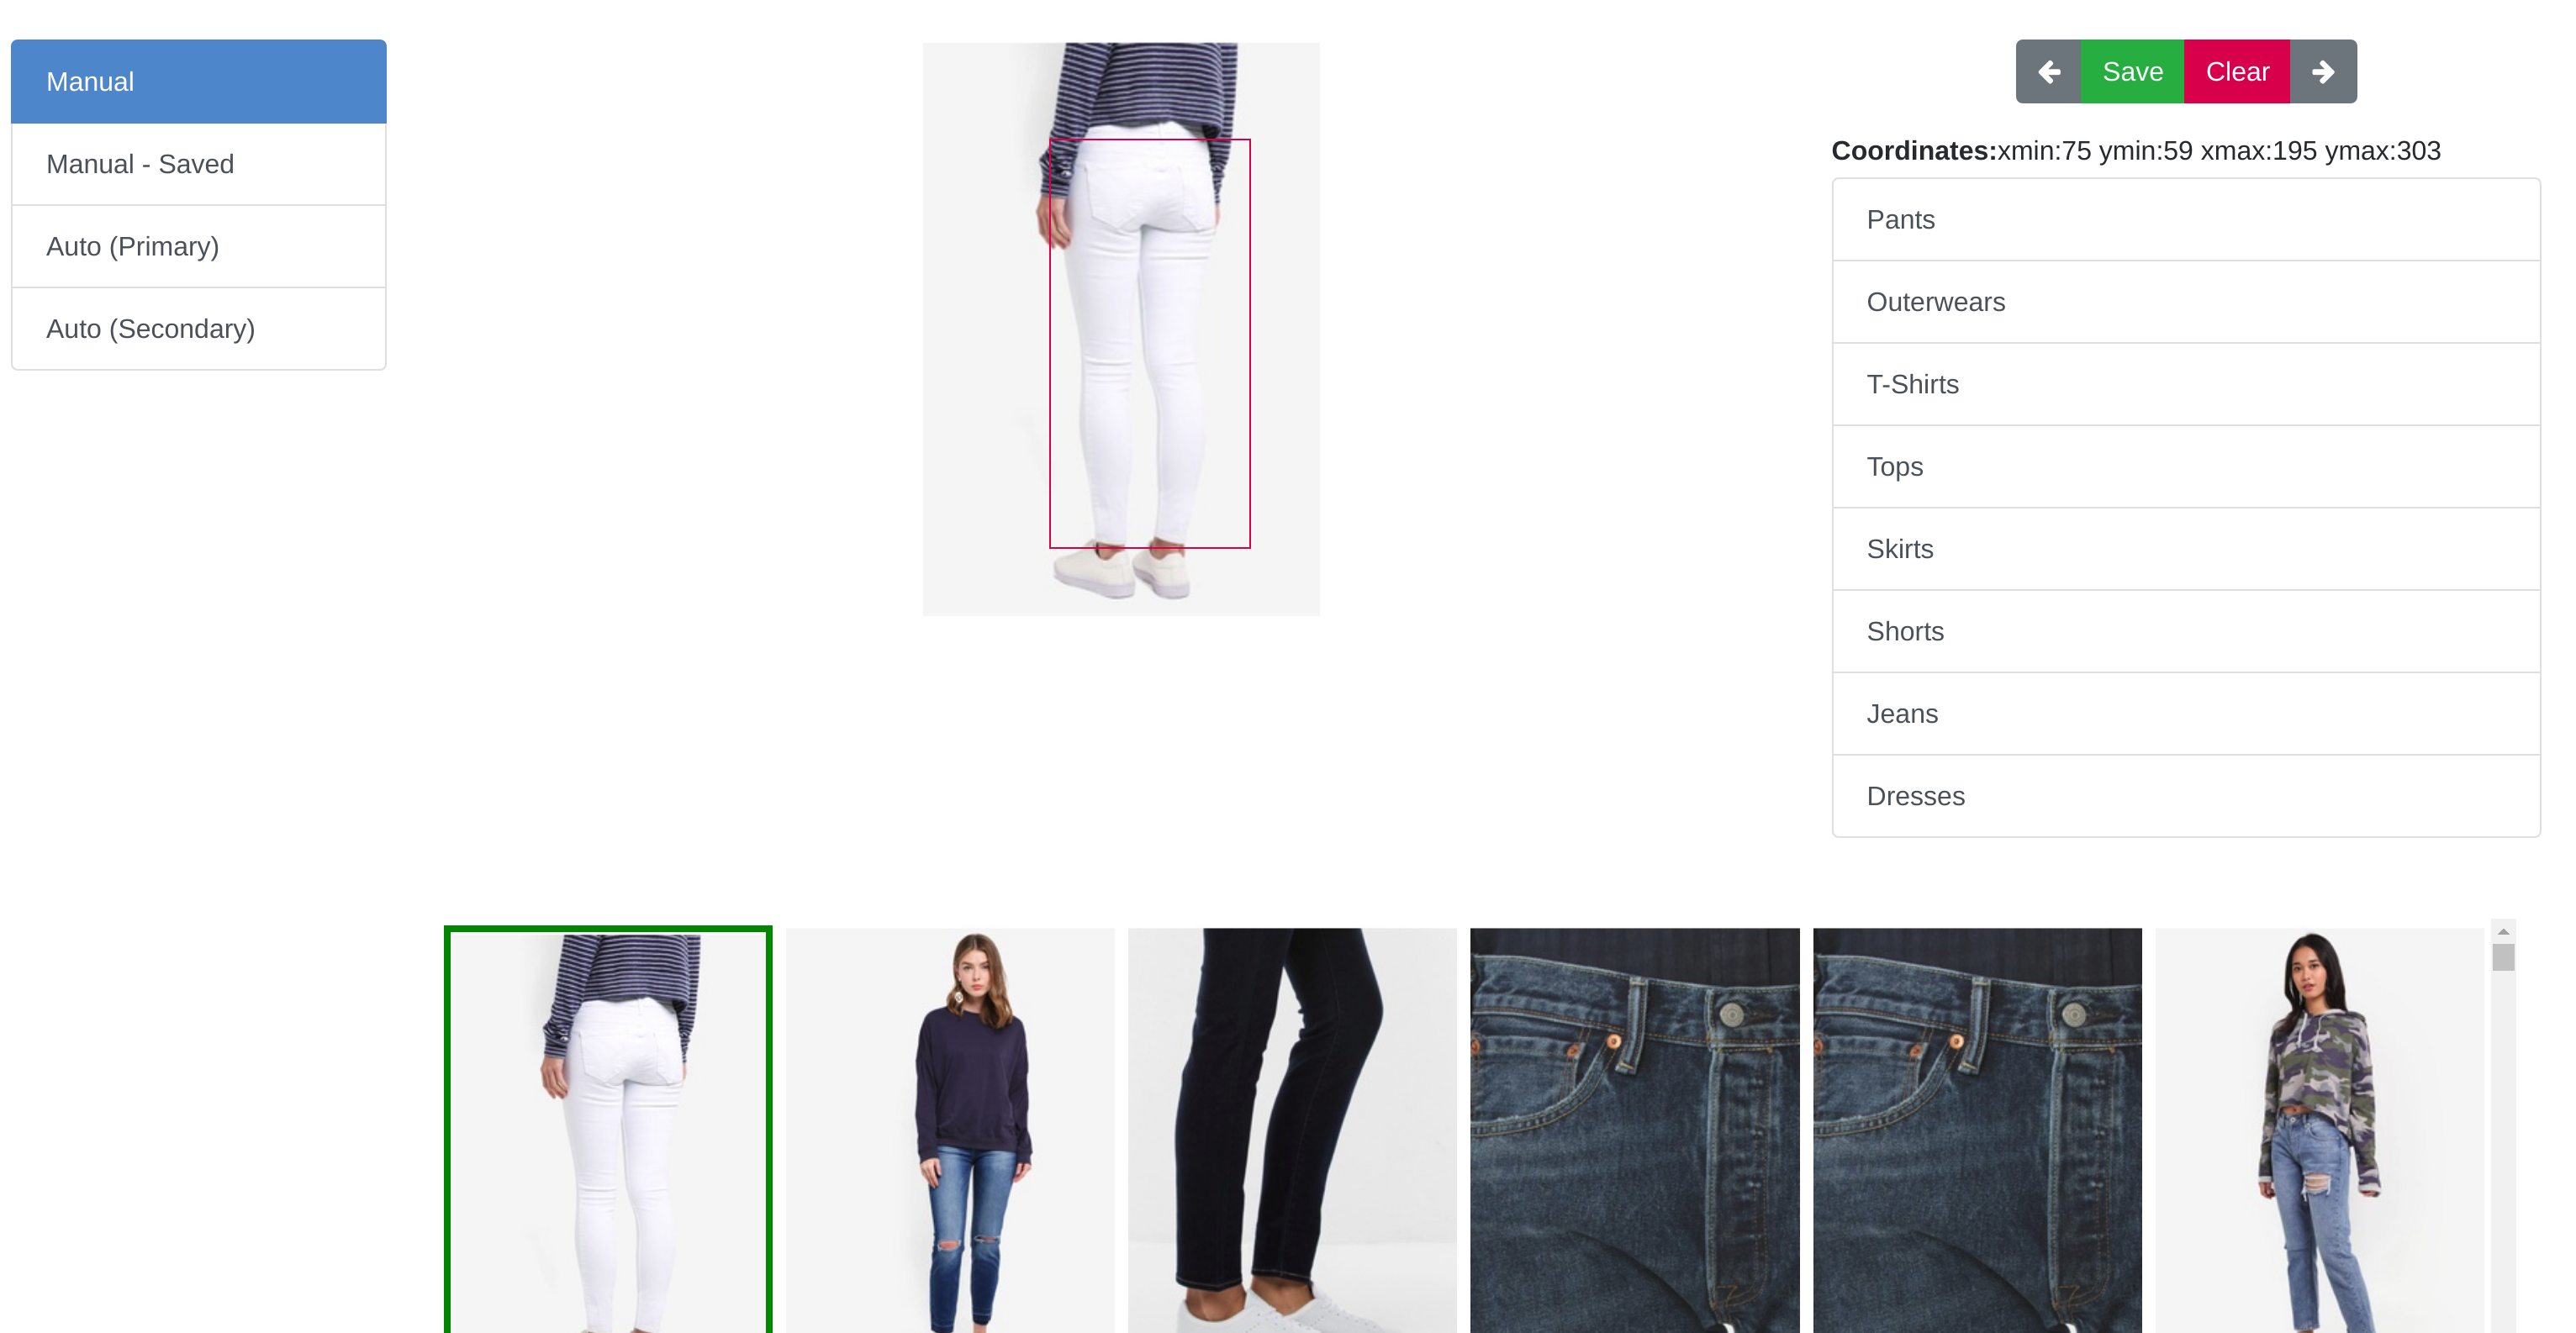 Manual
Manual - Saved
Auto (Primary)
Auto (Secondary)
Save Clear
Coordinates:xmin:75 ymin:59 xmax:195 ymax:303
Pants
Outerwears
T-Shirts
Tops
Skirts
Shorts
Jeans
Dresses